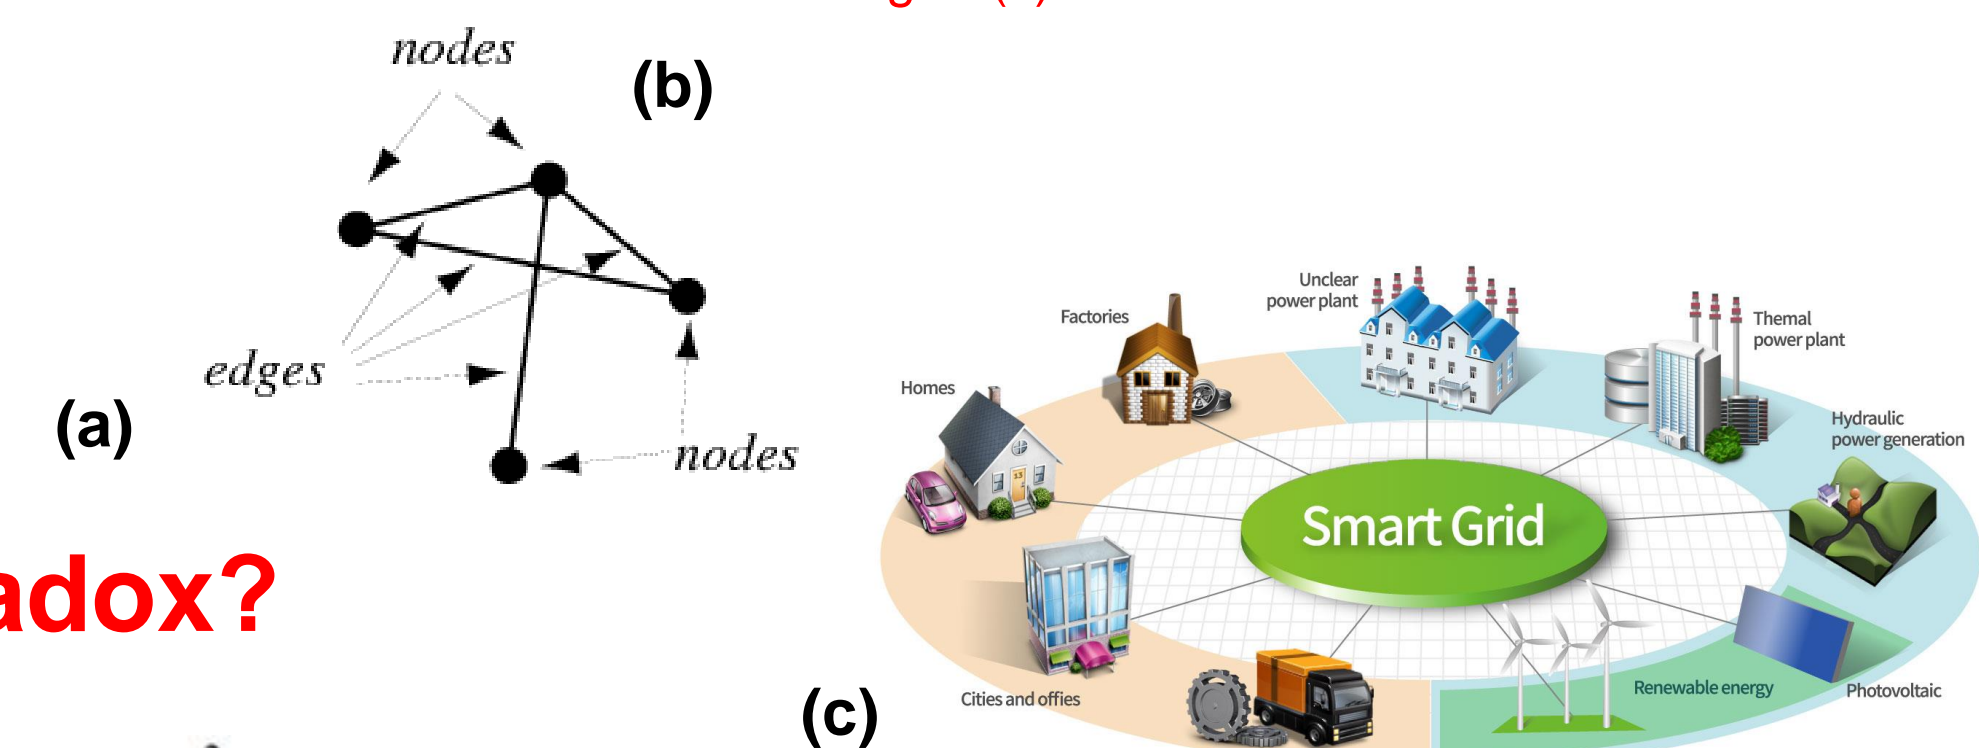 nodes
(b)
edges
(a)
nodes
adox?
Unclear
power plant
Factories
Themal
power plant
Homes
Hydraulic
power generation
13
Smart Grid
Cities and offies
Renewable energy
Photovoltaic
(c)